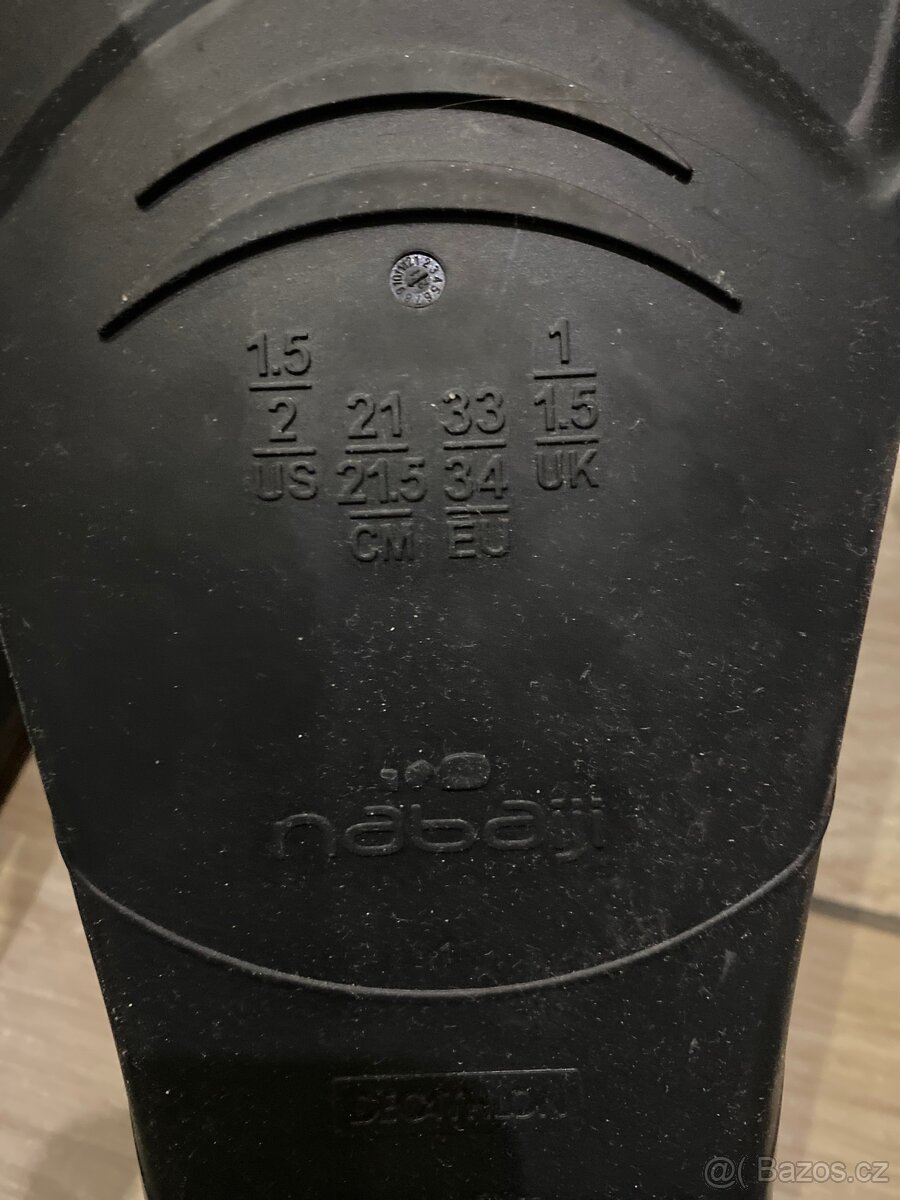 1.5
2
US
21
21.5
CM
33
34
EU
1
1.5
UK
nabaiji
DECATHLON
@( Bazos.cz